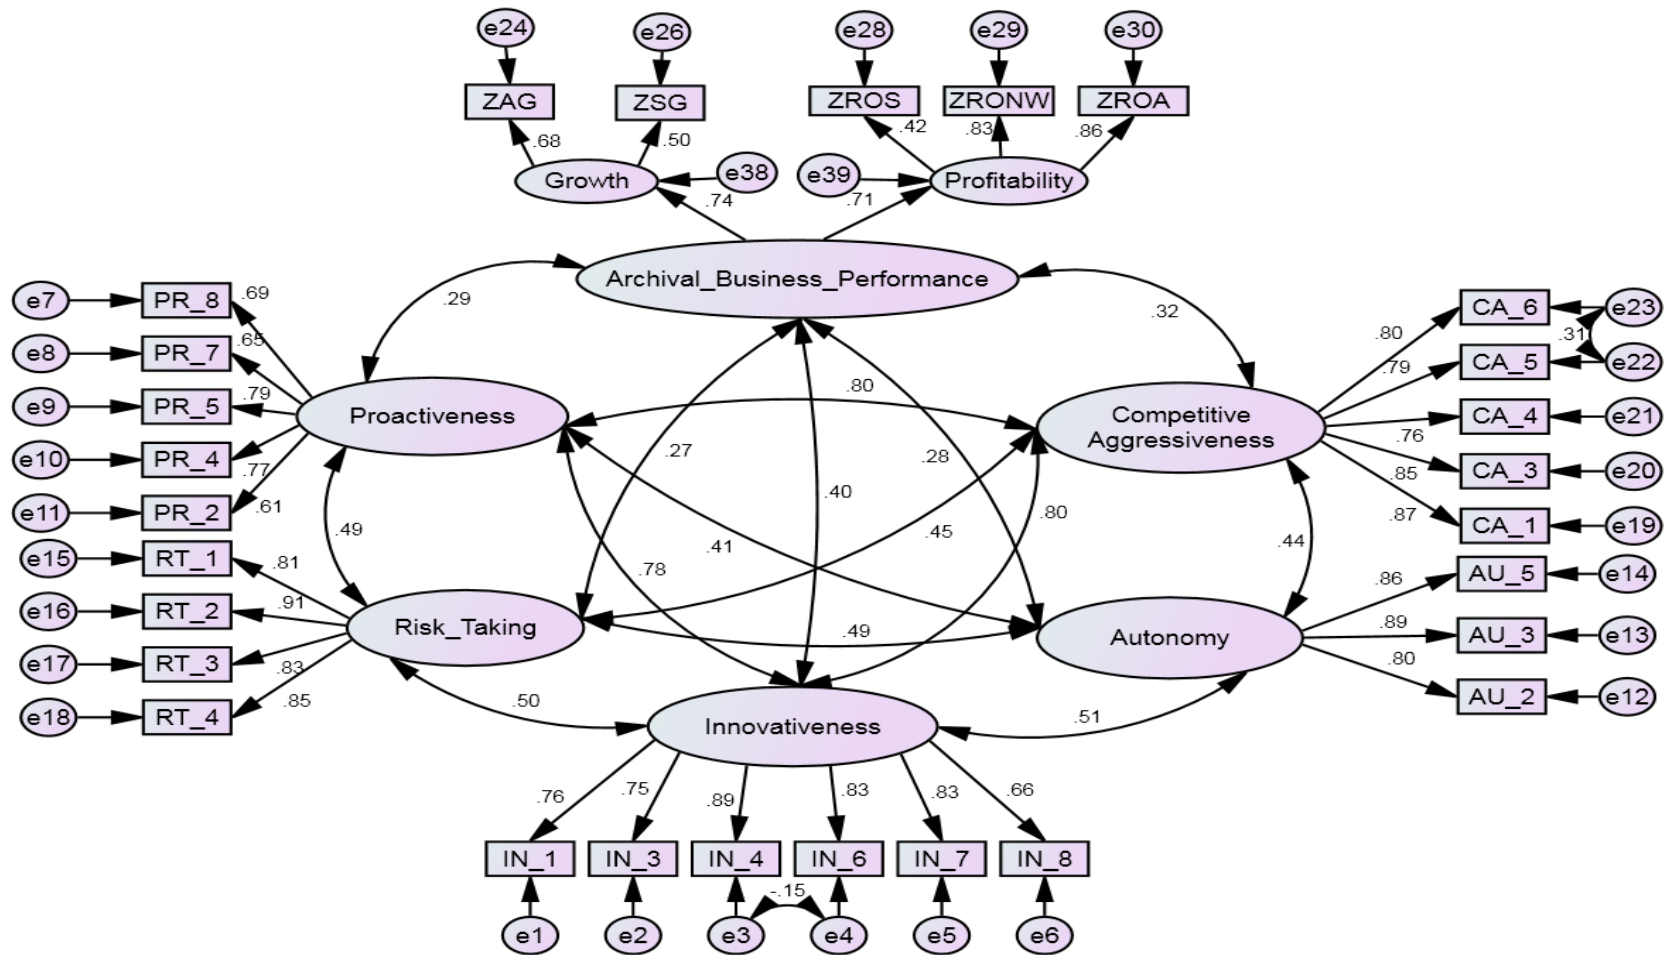 e24
e26
e28
e29
e30
ZAG
ZSG
ZROS
ZRONW
ZROA
.68
.50
.42
.83
.86
Growth
e38
e39
Profitability
.74
.71
Archival_Business_Performance
.29
.32
e7
PR_8
.69
e8
PR_7
.65
e9
PR_5
.79
e10
PR_4
.77
e11
PR_2
.61
Proactiveness
.80
Competitive
Aggressiveness
.80
CA_6
e23
.31
.79
CA_5
e22
CA_4
e21
.76
CA_3
e20
.85
CA_1
e19
.87
.27
.28
.40
.49
.41
.45
.80
.78
.44
e15
RT_1
.81
e16
RT_2
.91
e17
RT_3
.83
e18
RT_4
.85
Risk_Taking
.49
Autonomy
.86
AU_5
e14
.89
AU_3
e13
.80
AU_2
e12
.50
Innovativeness
.51
.76
.75
.89
.83
.83
.66
IN_1
IN_3
IN_4
IN_6
IN_7
IN_8
-.15
e1
e2
e3
e4
e5
e6